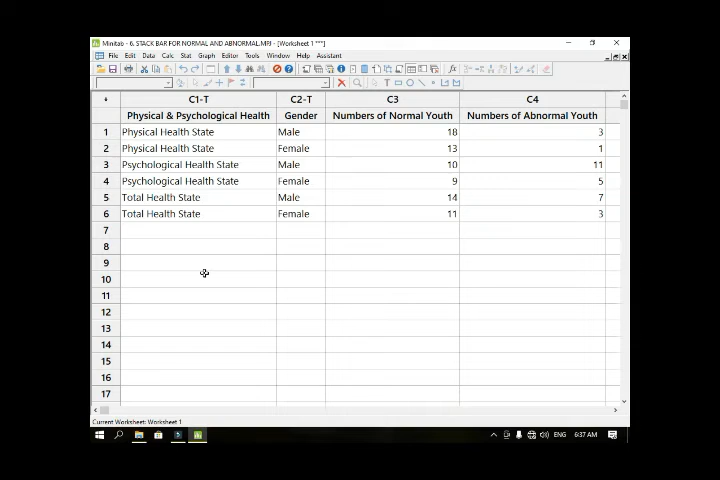 Minitab - 6. STACK BAR FOR NORMAL AND ABNORMAL.MPJ - [Worksheet 1 ***]
File Edit Data Calc Stat Graph Editor Tools Window Help Assistant
C1-T C2-T C3 C4
Physical & Psychological Health Gender Numbers of Normal Youth Numbers of Abnormal Youth
1 Physical Health State Male 18 3
2 Physical Health State Female 13 1
3 Psychological Health State Male 10 11
4 Psychological Health State Female 9 5
5 Total Health State Male 14 7
6 Total Health State Female 11 3
7
8
9
10
11
12
13
14
15
16
17
Current Worksheet: Worksheet 1
ENG 6:37 AM